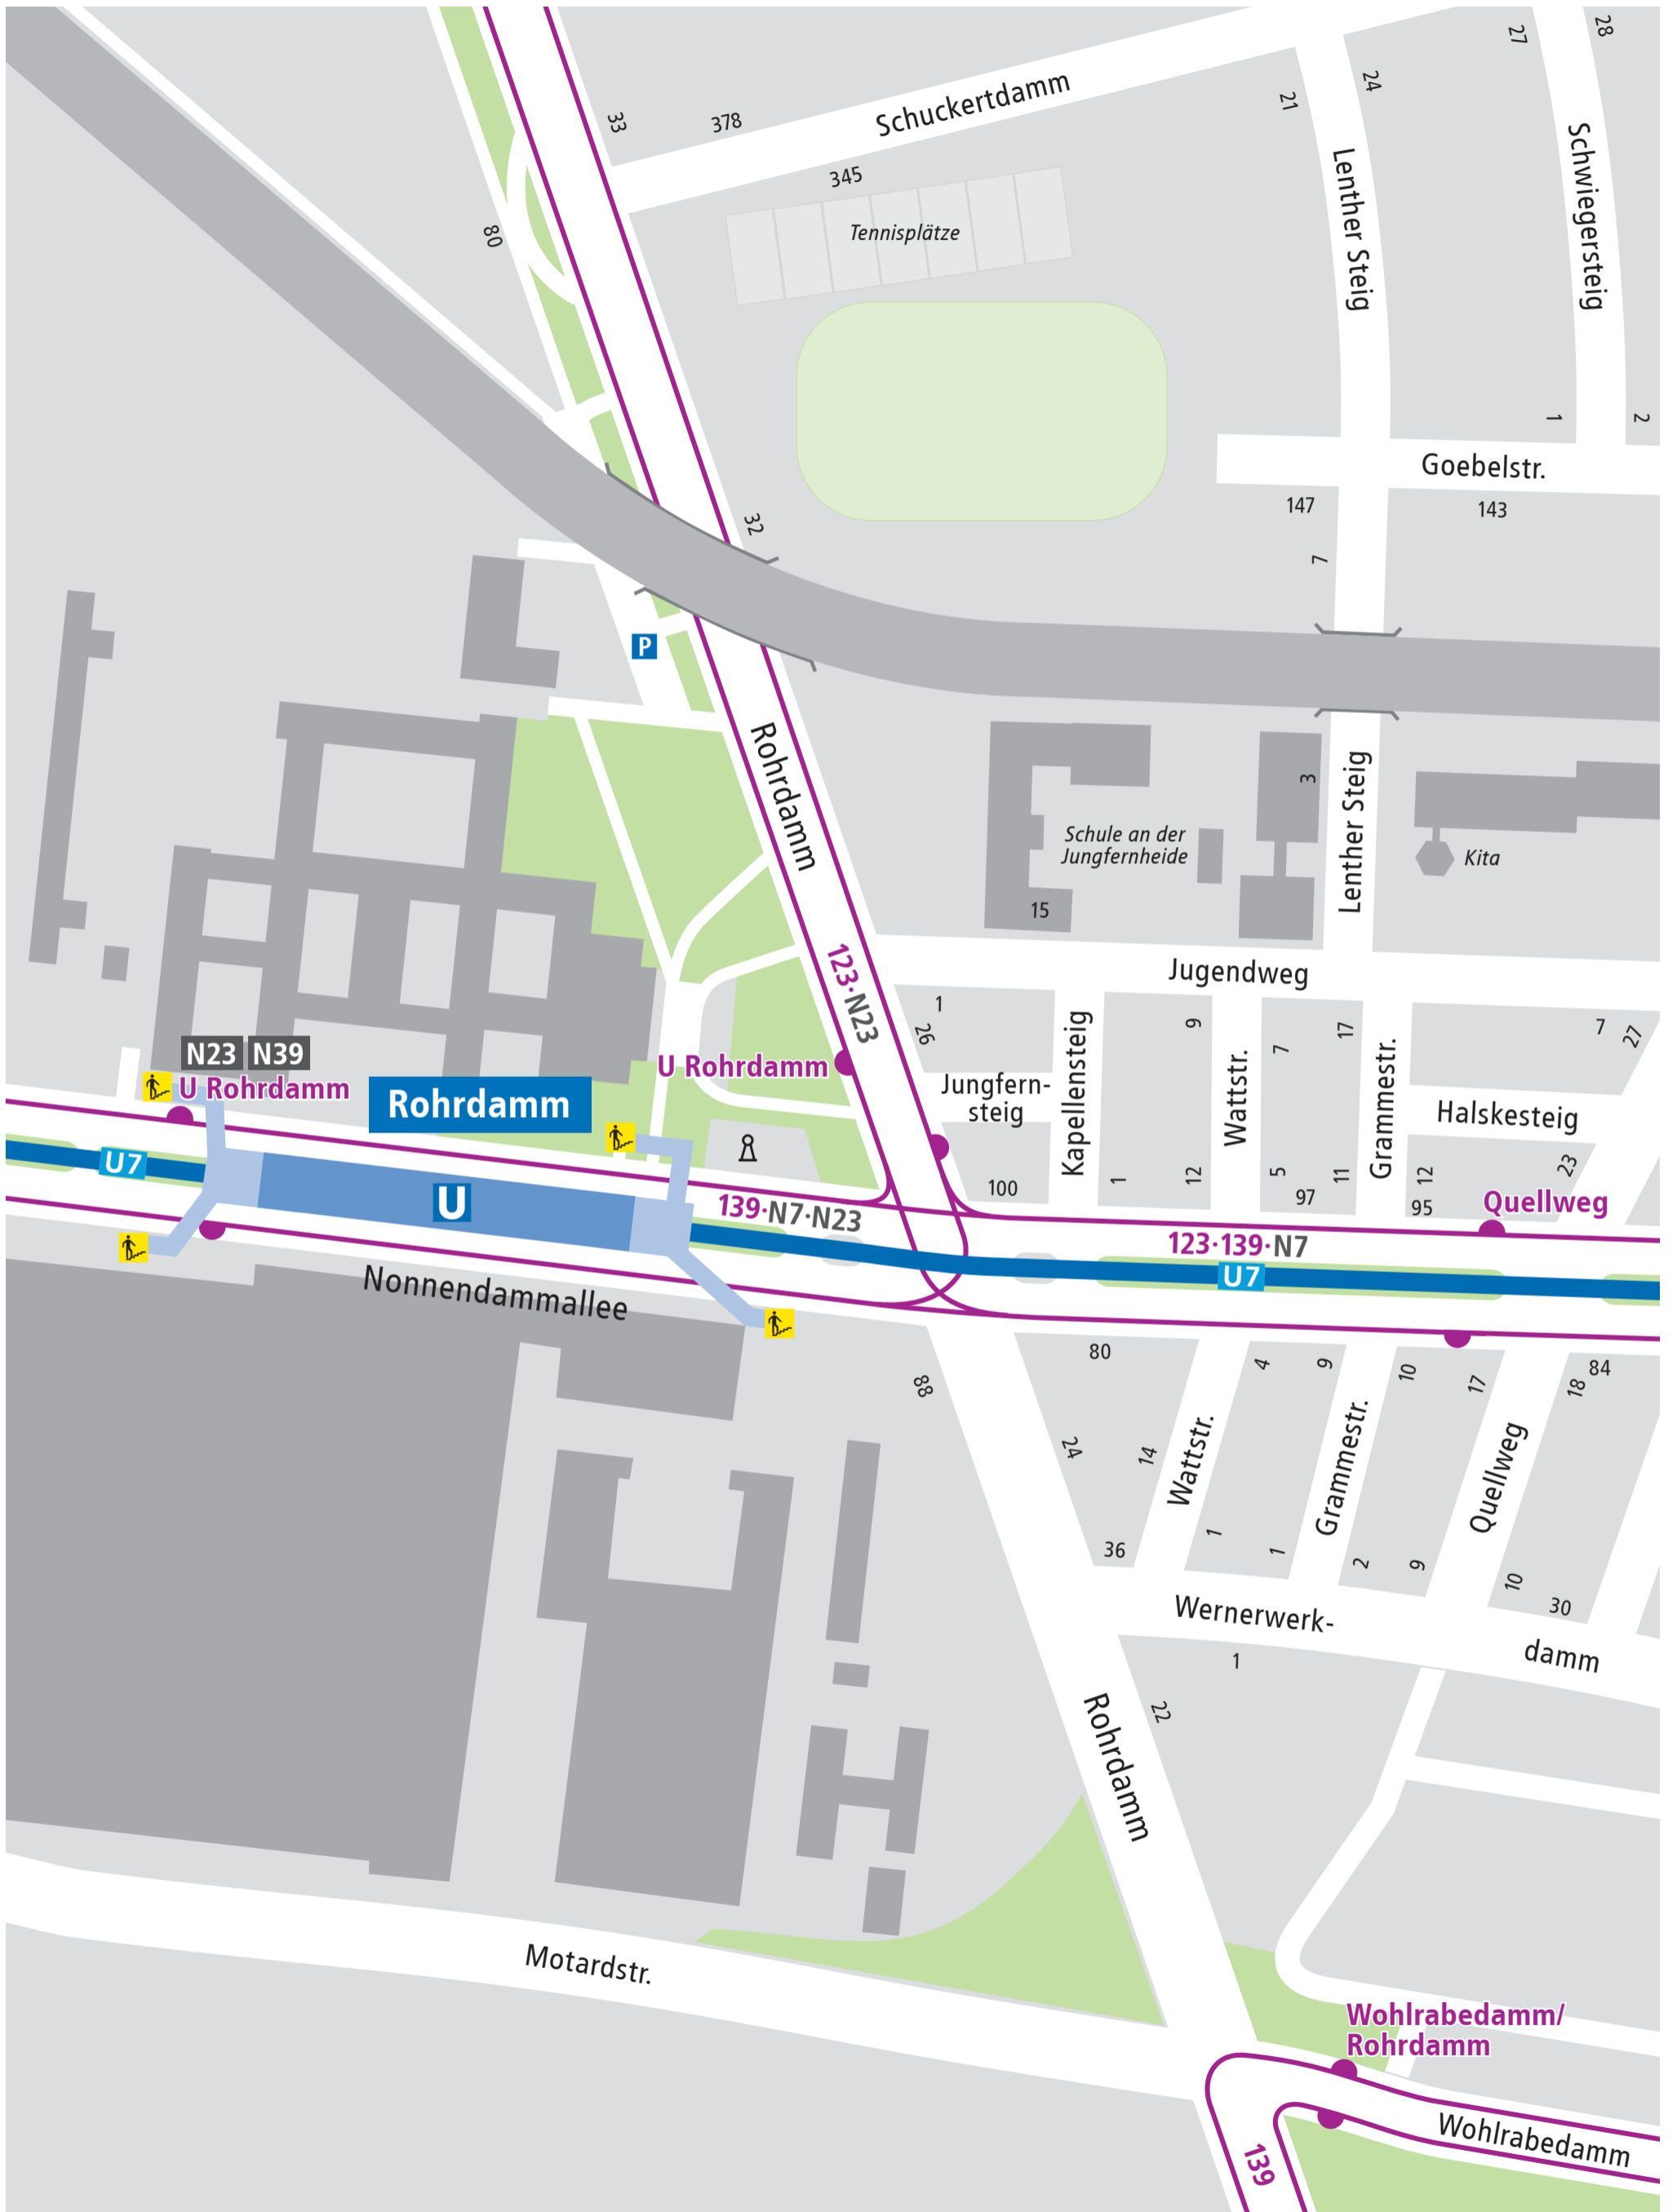 27
28
33
378
Schuckertdamm
21
24
345
80
Tennisplätze
Lenther Steig
Schwiegersteig
1
2
Goebelstr.
147
143
32
7
P
Rohrdamm
3
Lenther Steig
Schule an der
Jungfernheide
Kita
15
Jugendweg
123·N23
1
26
9
7
17
7
27
N23 N39
U Rohrdamm
U Rohrdamm
Rohrdamm
Jungfern-
steig
Kapellensteig
Wattstr.
Grammestr.
Halskesteig
U7
U
100
1
12
5
97
11
12
95
23
Quellweg
139·N7·N23
123·139·N7
U7
Nonnendammallee
80
88
4
9
10
17
18
84
24
14
Wattstr.
Grammestr.
Quellweg
36
1
1
2
9
10
30
Wernerwerk-
damm
1
22
Rohrdamm
Motardstr.
Wohlrabedamm/
Rohrdamm
Wohlrabedamm
139